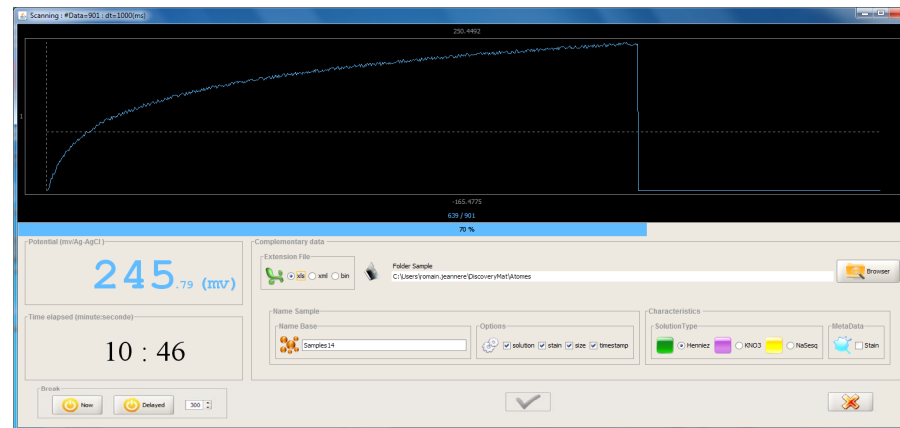 Scanning : #Data=901 : dt=1000(ms)
250.4492
1
-165.4775
639 / 901
70 %
Potential (mv/Ag-AgCl )
245.79 (mv)
Time elapsed (minute:seconde)
10 : 46
Break
Now
Delayed
300
Complementary data
Extension File
xls xml bin
Folder Sample
C:\Users\romain.jeannere\DiscoveryMat\Atomes
Browser
Name Sample
Name Base
Samples14
Options
solution stain size timestamp
Characteristics
SolutionType
Henniez KNO3 NaSesq
MetaData
Stain